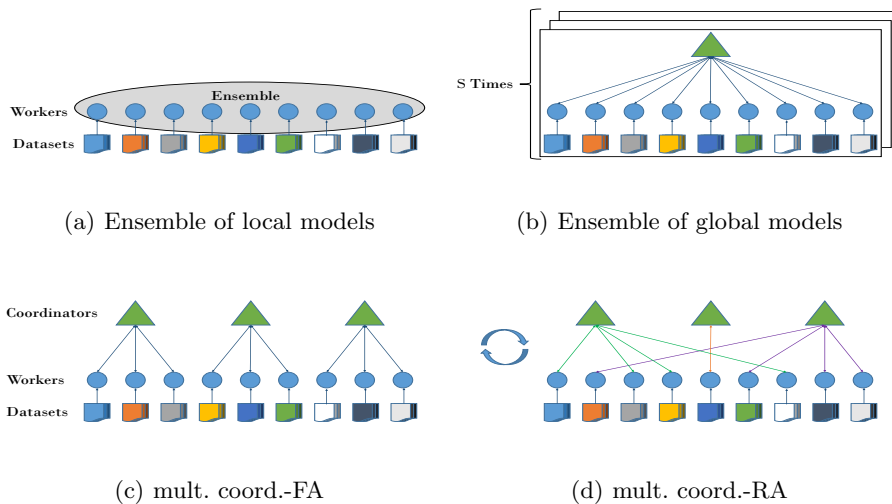 Ensemble
Workers
Datasets
(a) Ensemble of local models
S Times
(b) Ensemble of global models
Coordinators
Workers
Datasets
(c) mult. coord.-FA
(d) mult. coord.-RA